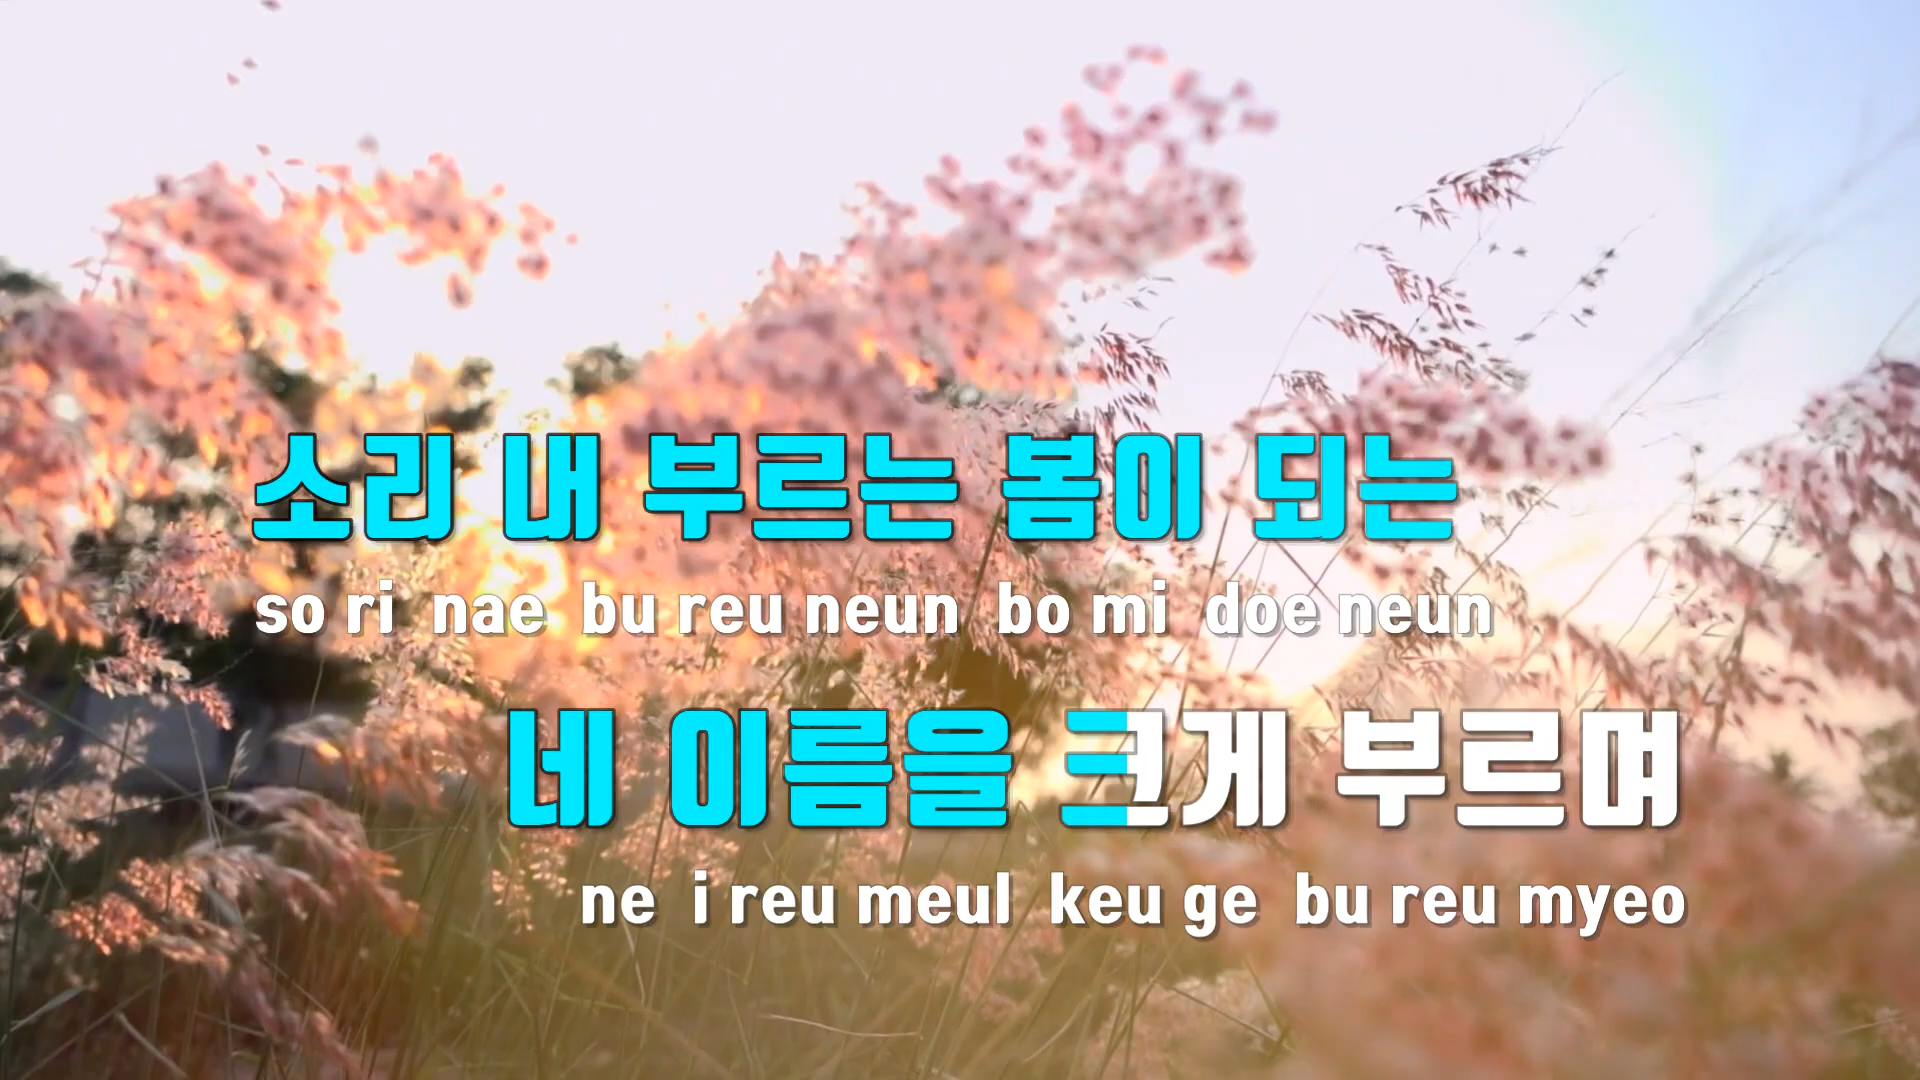 소리 내 부르는 봄이 되는
so ri nae bu reu neun bo mi doe neun
네 이름을 크게 부르며
ne i reu meul keu ge bu reu myeo